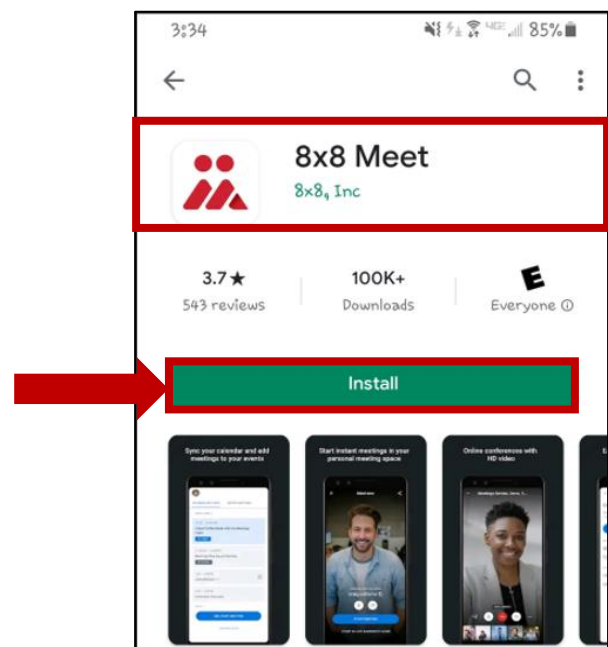 3:34
85%
8x8 Meet
8x8, Inc
3.7★
543 reviews
100K+
Downloads
E
Everyone
Install
Sync your calendar and add
meetings to your events
Start instant meetings in your
personal meeting space
Online conferences with
HD video